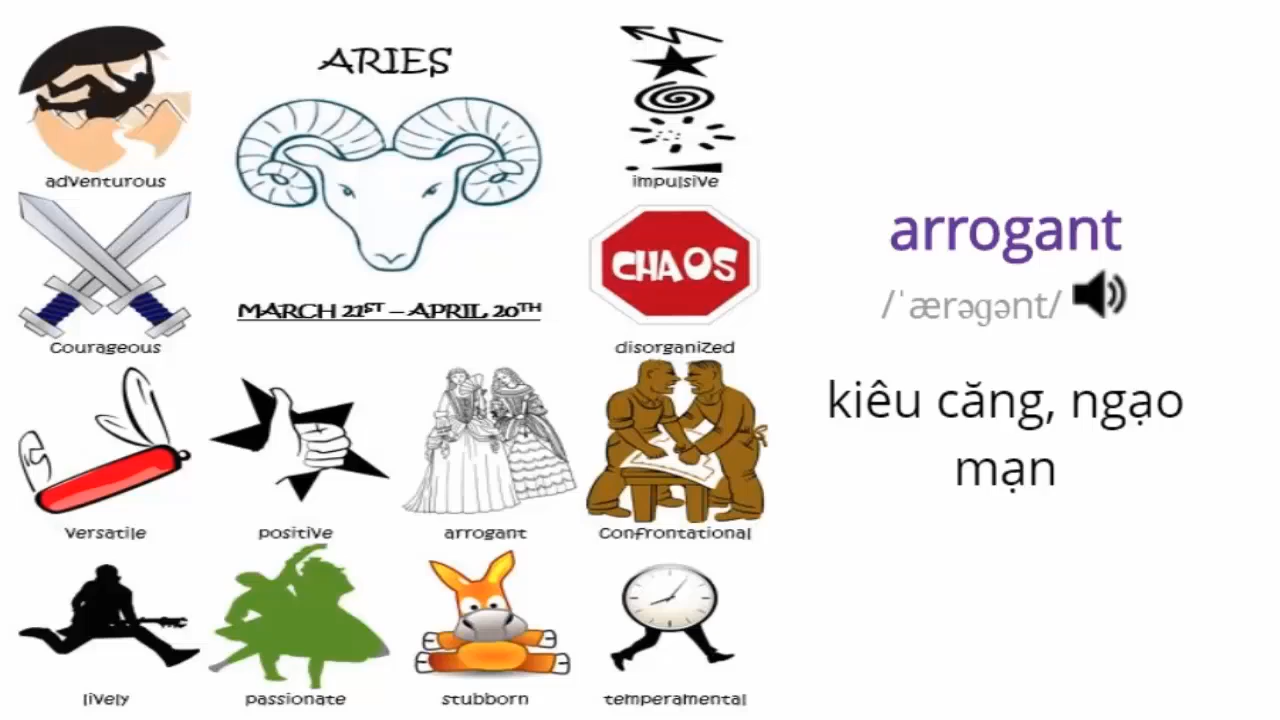 ARIES
adventurous
impulsive
CHAOS
arrogant
/ˈærəgənt/
MARCH 21ST – APRIL 20TH
Courageous
disorganized
kiêu căng, ngạo
mạn
Versatile
positive
arrogant
Confrontational
lively
passionate
stubborn
temperamental